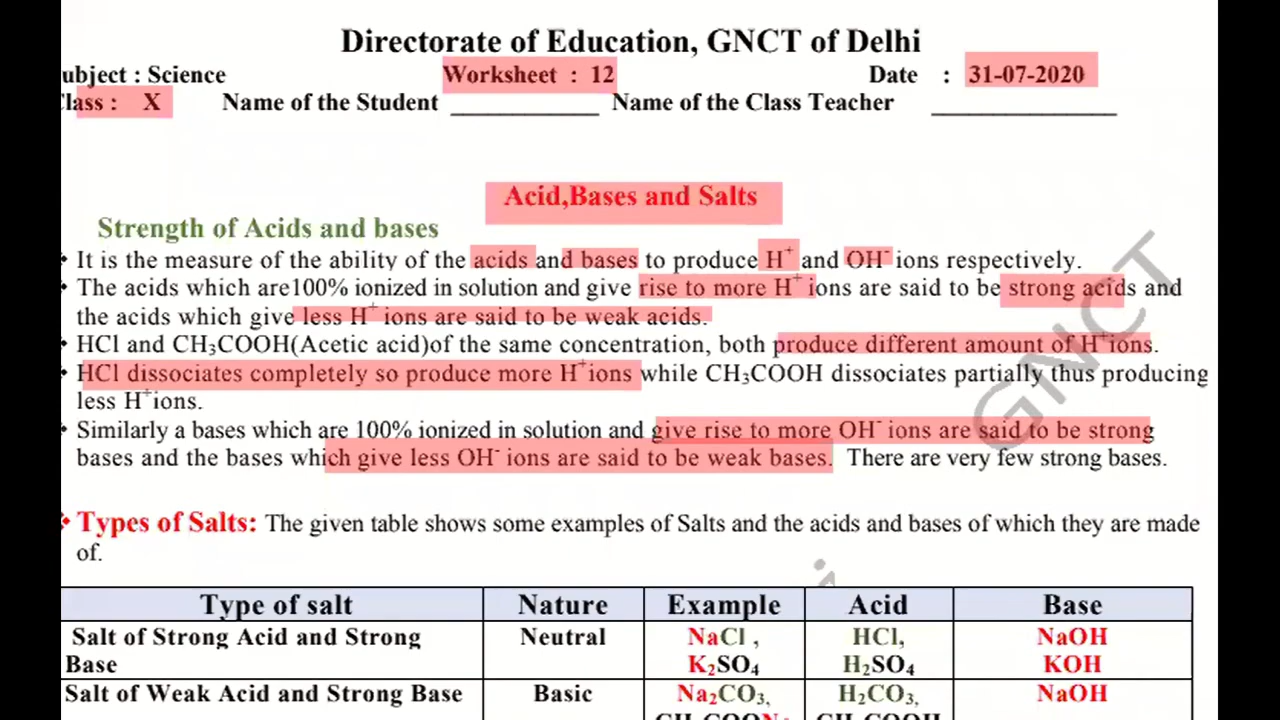 Directorate of Education, GNCT of Delhi
ubject : Science Worksheet : 12 Date : 31-07-2020
Class : X Name of the Student ____________ Name of the Class Teacher ______________
Acid,Bases and Salts
Strength of Acids and bases
• It is the measure of the ability of the acids and bases to produce H⁺ and OH⁻ ions respectively.
• The acids which are100% ionized in solution and give rise to more H⁺ ions are said to be strong acids and
the acids which give less H⁺ ions are said to be weak acids.
• HCl and CH₃COOH(Acetic acid)of the same concentration, both produce different amount of H⁺ions.
• HCl dissociates completely so produce more H⁺ions while CH₃COOH dissociates partially thus producing
less H⁺ions.
• Similarly a bases which are 100% ionized in solution and give rise to more OH⁻ ions are said to be strong
bases and the bases which give less OH⁻ ions are said to be weak bases. There are very few strong bases.
GNCT
Types of Salts: The given table shows some examples of Salts and the acids and bases of which they are made
of.
Type of salt Nature Example Acid Base
Salt of Strong Acid and Strong Neutral NaCl , HCl, NaOH
Base K₂SO₄ H₂SO₄ KOH
Salt of Weak Acid and Strong Base Basic Na₂CO₃, H₂CO₃, NaOH